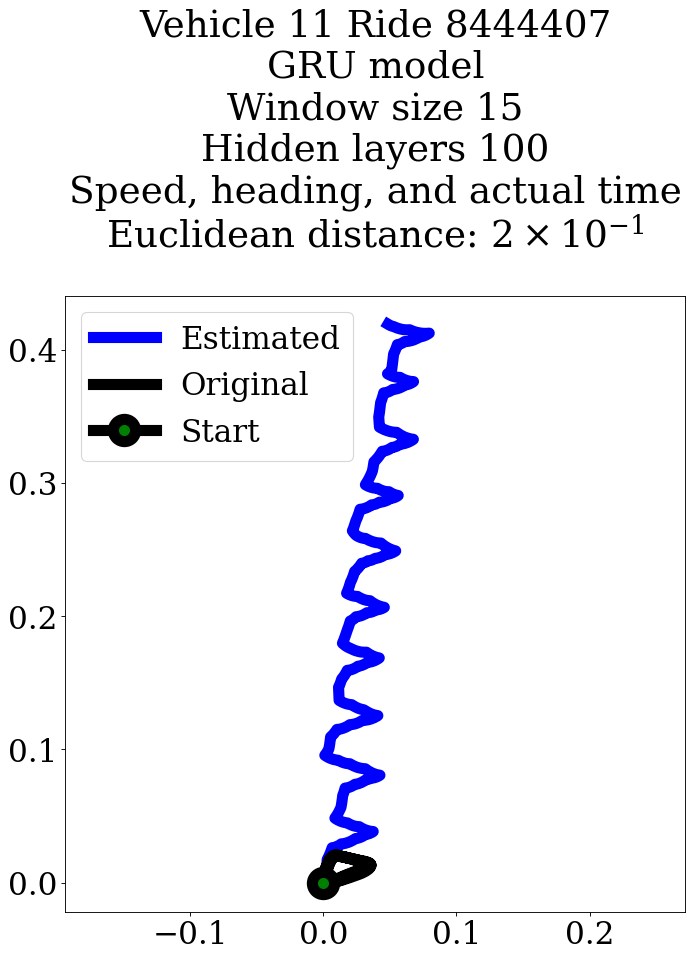 Vehicle 11 Ride 8444407
GRU model
Window size 15
Hidden layers 100
Speed, heading, and actual time
Euclidean distance: $2 \times 10^{-1}$
Estimated
Original
Start
0.4
0.3
0.2
0.1
0.0
−0.1 0.0 0.1 0.2